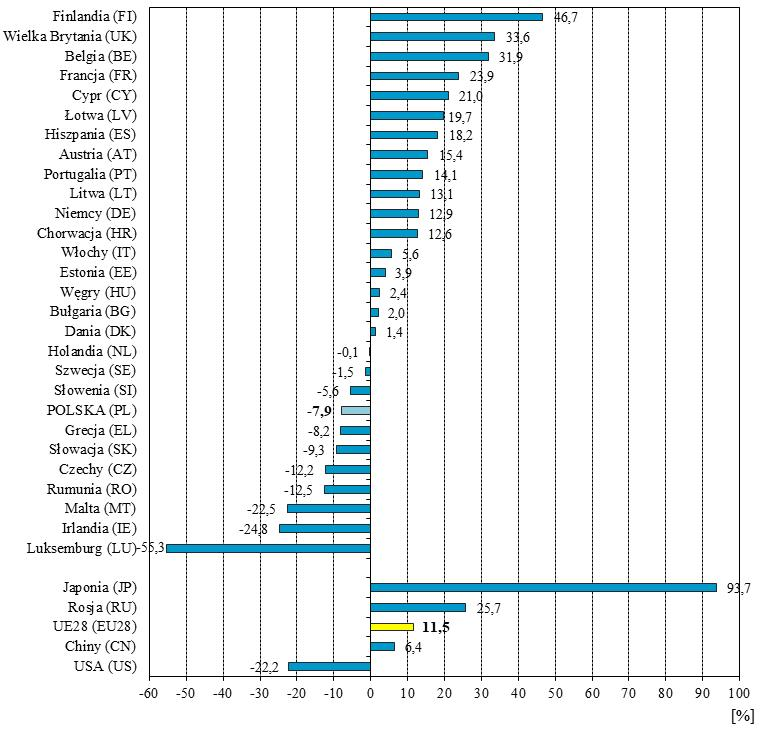 Finlandia (FI) 46,7
Wielka Brytania (UK) 33,6
Belgia (BE) 31,9
Francja (FR) 23,9
Cypr (CY) 21,0
Łotwa (LV) 19,7
Hiszpania (ES) 18,2
Austria (AT) 15,4
Portugalia (PT) 14,1
Litwa (LT) 13,1
Niemcy (DE) 12,9
Chorwacja (HR) 12,6
Włochy (IT) 5,6
Estonia (EE) 3,9
Węgry (HU) 2,4
Bułgaria (BG) 2,0
Dania (DK) 1,4
Holandia (NL) -0,1
Szwecja (SE) -1,5
Słowenia (SI) -5,6
POLSKA (PL) -7,9
Grecja (EL) -8,2
Słowacja (SK) -9,3
Czechy (CZ) -12,2
Rumunia (RO) -12,5
Malta (MT) -22,5
Irlandia (IE) -24,8
Luksemburg (LU) -55,3
Japonia (JP) 93,7
Rosja (RU) 25,7
UE28 (EU28) 11,5
Chiny (CN) 6,4
USA (US) -22,2
-60 -50 -40 -30 -20 -10 0 10 20 30 40 50 60 70 80 90 100
[%]